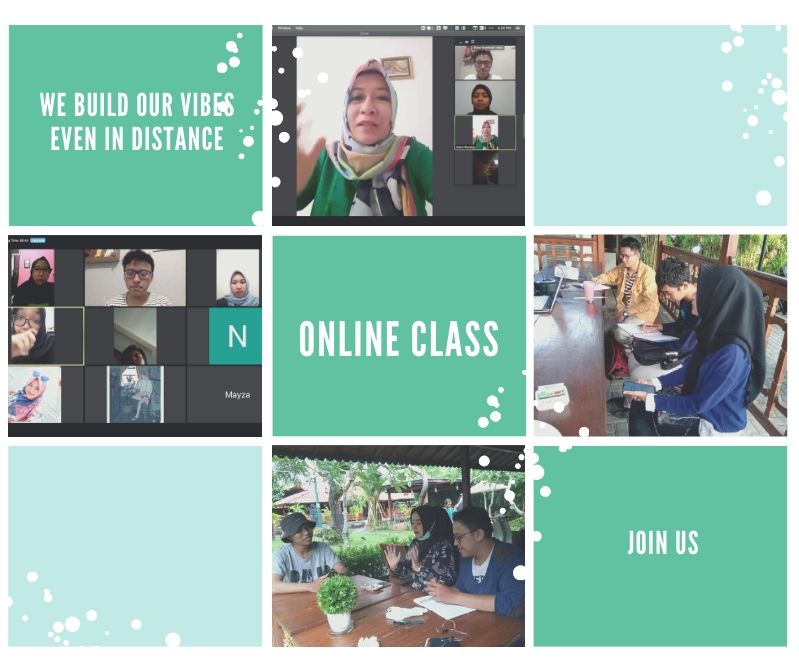 WE BUILD OUR VIBES
EVEN IN DISTANCE
ONLINE CLASS
N
Mayza
JOIN US